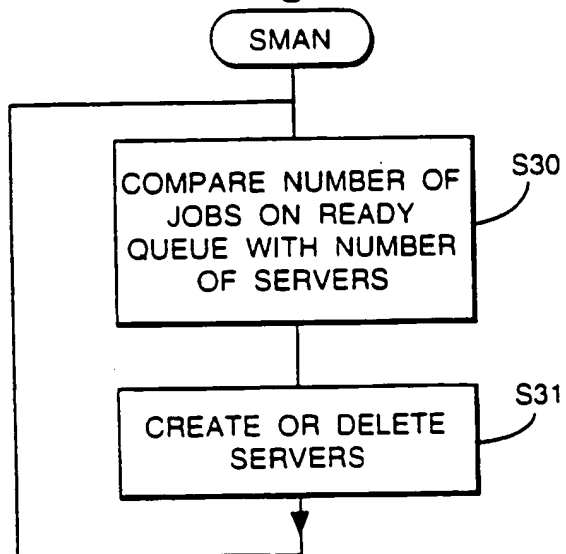 SMAN
COMPARE NUMBER OF
JOBS ON READY
QUEUE WITH NUMBER
OF SERVERS
S30
CREATE OR DELETE
SERVERS
S31